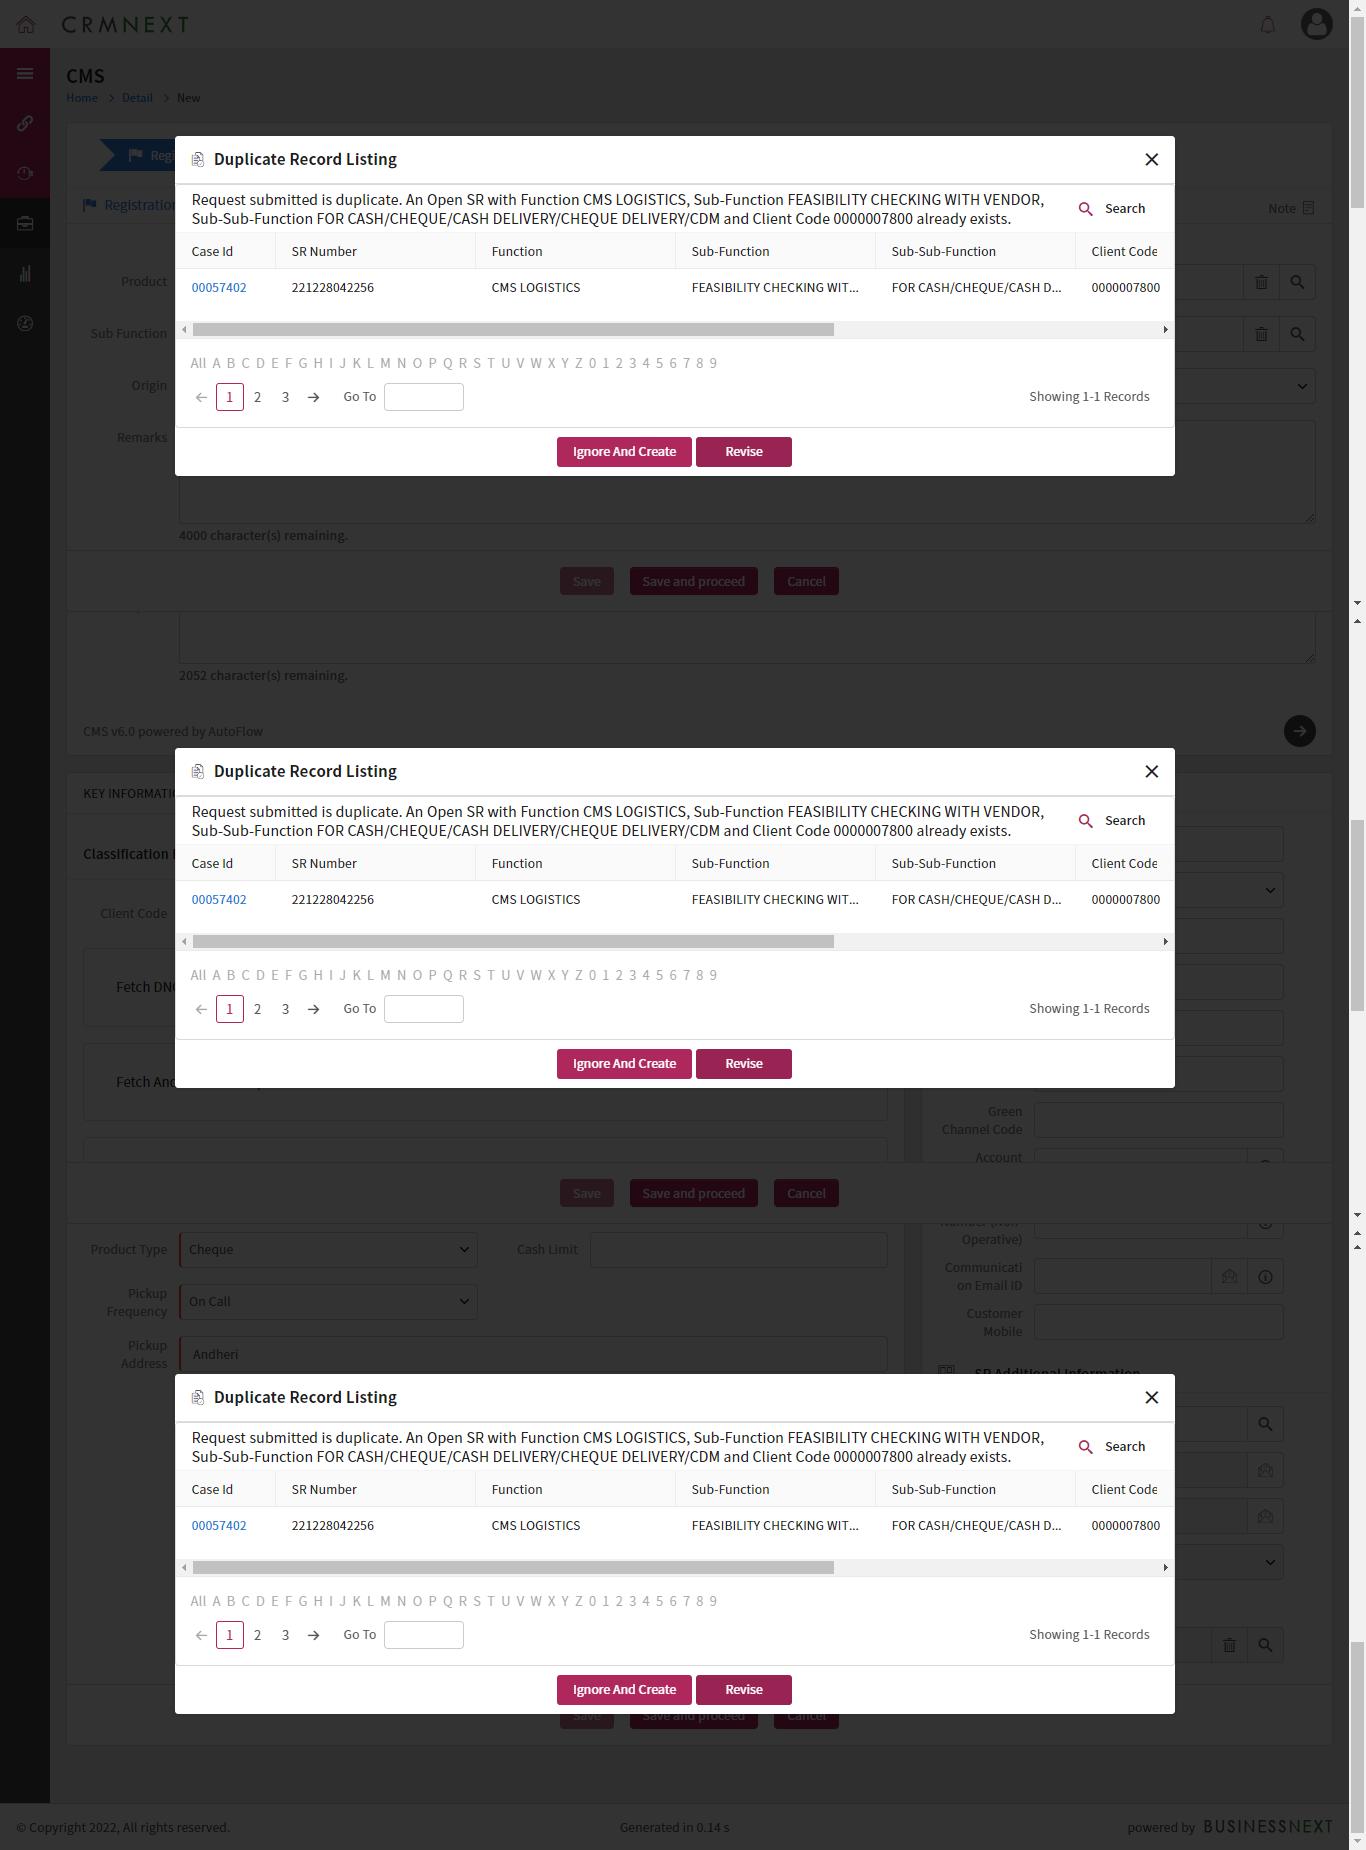 CRMNEXT
CMS
Home > Detail > New
Regi
Registration
Note
Product
Sub Function
Origin
Remarks
Duplicate Record Listing
Request submitted is duplicate. An Open SR with Function CMS LOGISTICS, Sub-Function FEASIBILITY CHECKING WITH VENDOR,
Sub-Sub-Function FOR CASH/CHEQUE/CASH DELIVERY/CHEQUE DELIVERY/CDM and Client Code 0000007800 already exists.
Search
Case Id SR Number Function Sub-Function Sub-Sub-Function Client Code
00057402 221228042256 CMS LOGISTICS FEASIBILITY CHECKING WIT... FOR CASH/CHEQUE/CASH D... 0000007800
All A B C D E F G H I J K L M N O P Q R S T U V W X Y Z 0 1 2 3 4 5 6 7 8 9
1 2 3 Go To Showing 1-1 Records
Ignore And Create Revise
4000 character(s) remaining.
Save Save and proceed Cancel
2052 character(s) remaining.
CMS v6.0 powered by AutoFlow
KEY INFORMATI
Classification
Client Code
Fetch DN
Fetch
Duplicate Record Listing
Request submitted is duplicate. An Open SR with Function CMS LOGISTICS, Sub-Function FEASIBILITY CHECKING WITH VENDOR,
Sub-Sub-Function FOR CASH/CHEQUE/CASH DELIVERY/CHEQUE DELIVERY/CDM and Client Code 0000007800 already exists.
Search
Case Id SR Number Function Sub-Function Sub-Sub-Function Client Code
00057402 221228042256 CMS LOGISTICS FEASIBILITY CHECKING WIT... FOR CASH/CHEQUE/CASH D... 0000007800
All A B C D E F G H I J K L M N O P Q R S T U V W X Y Z 0 1 2 3 4 5 6 7 8 9
1 2 3 Go To Showing 1-1 Records
Ignore And Create Revise
Green
Channel Code
Account
Save Save and proceed Cancel
Number (Non-
Operative)
Product Type Cheque Cash Limit
Communicati
on Email ID
Pickup
Frequency
On Call
Customer
Mobile
Pickup
Address
Andheri
SR Additional Information
Duplicate Record Listing
Request submitted is duplicate. An Open SR with Function CMS LOGISTICS, Sub-Function FEASIBILITY CHECKING WITH VENDOR,
Sub-Sub-Function FOR CASH/CHEQUE/CASH DELIVERY/CHEQUE DELIVERY/CDM and Client Code 0000007800 already exists.
Search
Case Id SR Number Function Sub-Function Sub-Sub-Function Client Code
00057402 221228042256 CMS LOGISTICS FEASIBILITY CHECKING WIT... FOR CASH/CHEQUE/CASH D... 0000007800
All A B C D E F G H I J K L M N O P Q R S T U V W X Y Z 0 1 2 3 4 5 6 7 8 9
1 2 3 Go To Showing 1-1 Records
Ignore And Create Revise
Save Save and proceed Cancel
© Copyright 2022, All rights reserved. Generated in 0.14 s powered by BUSINESSNEXT